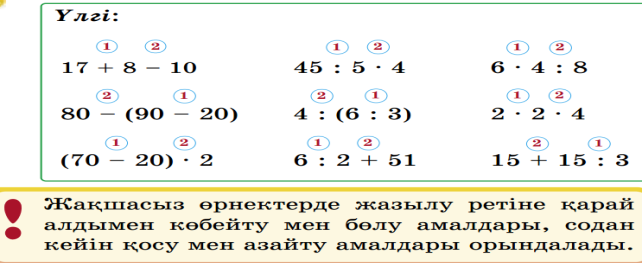 Үлгі:
1 2 1 2 1 2
17 + 8 − 10 45 : 5 · 4 6 · 4 : 8
2 1 2 1 1 2
80 − (90 − 20) 4 : (6 : 3) 2 · 2 · 4
1 2 1 2 2 1
(70 − 20) · 2 6 : 2 + 51 15 + 15 : 3
! Жақшасыз өрнектерде жазылу ретіне қарай
алдымен көбейту мен бөлу амалдары, содан
кейін қосу мен азайту амалдары орындалады.